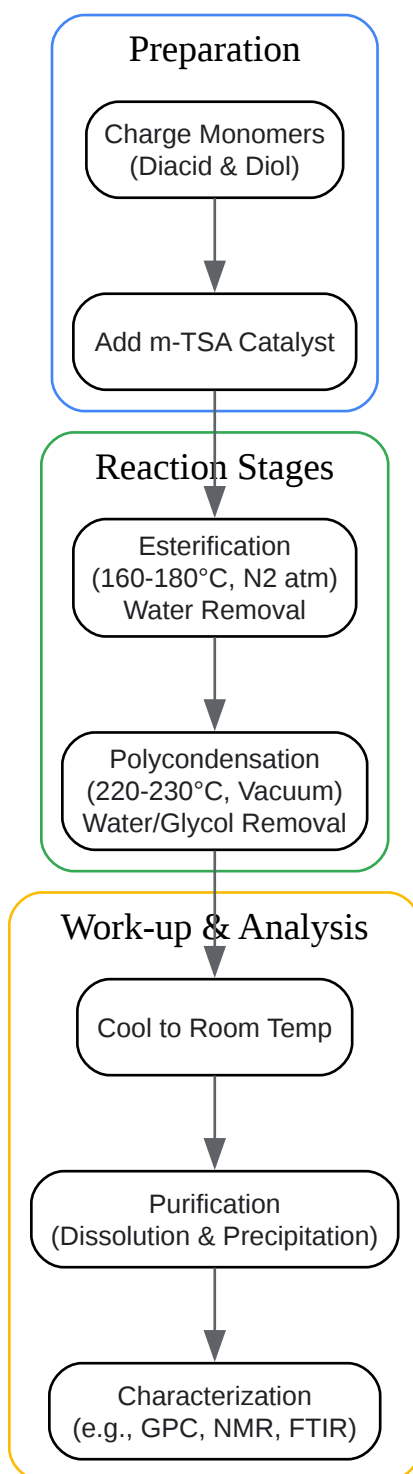 Preparation
Charge Monomers
(Diacid & Diol)
Add m-TSA Catalyst
Reaction Stages
Esterification
(160-180°C, N2 atm)
Water Removal
Polycondensation
(220-230°C, Vacuum)
Water/Glycol Removal
Work-up & Analysis
Cool to Room Temp
Purification
(Dissolution & Precipitation)
Characterization
(e.g., GPC, NMR, FTIR)